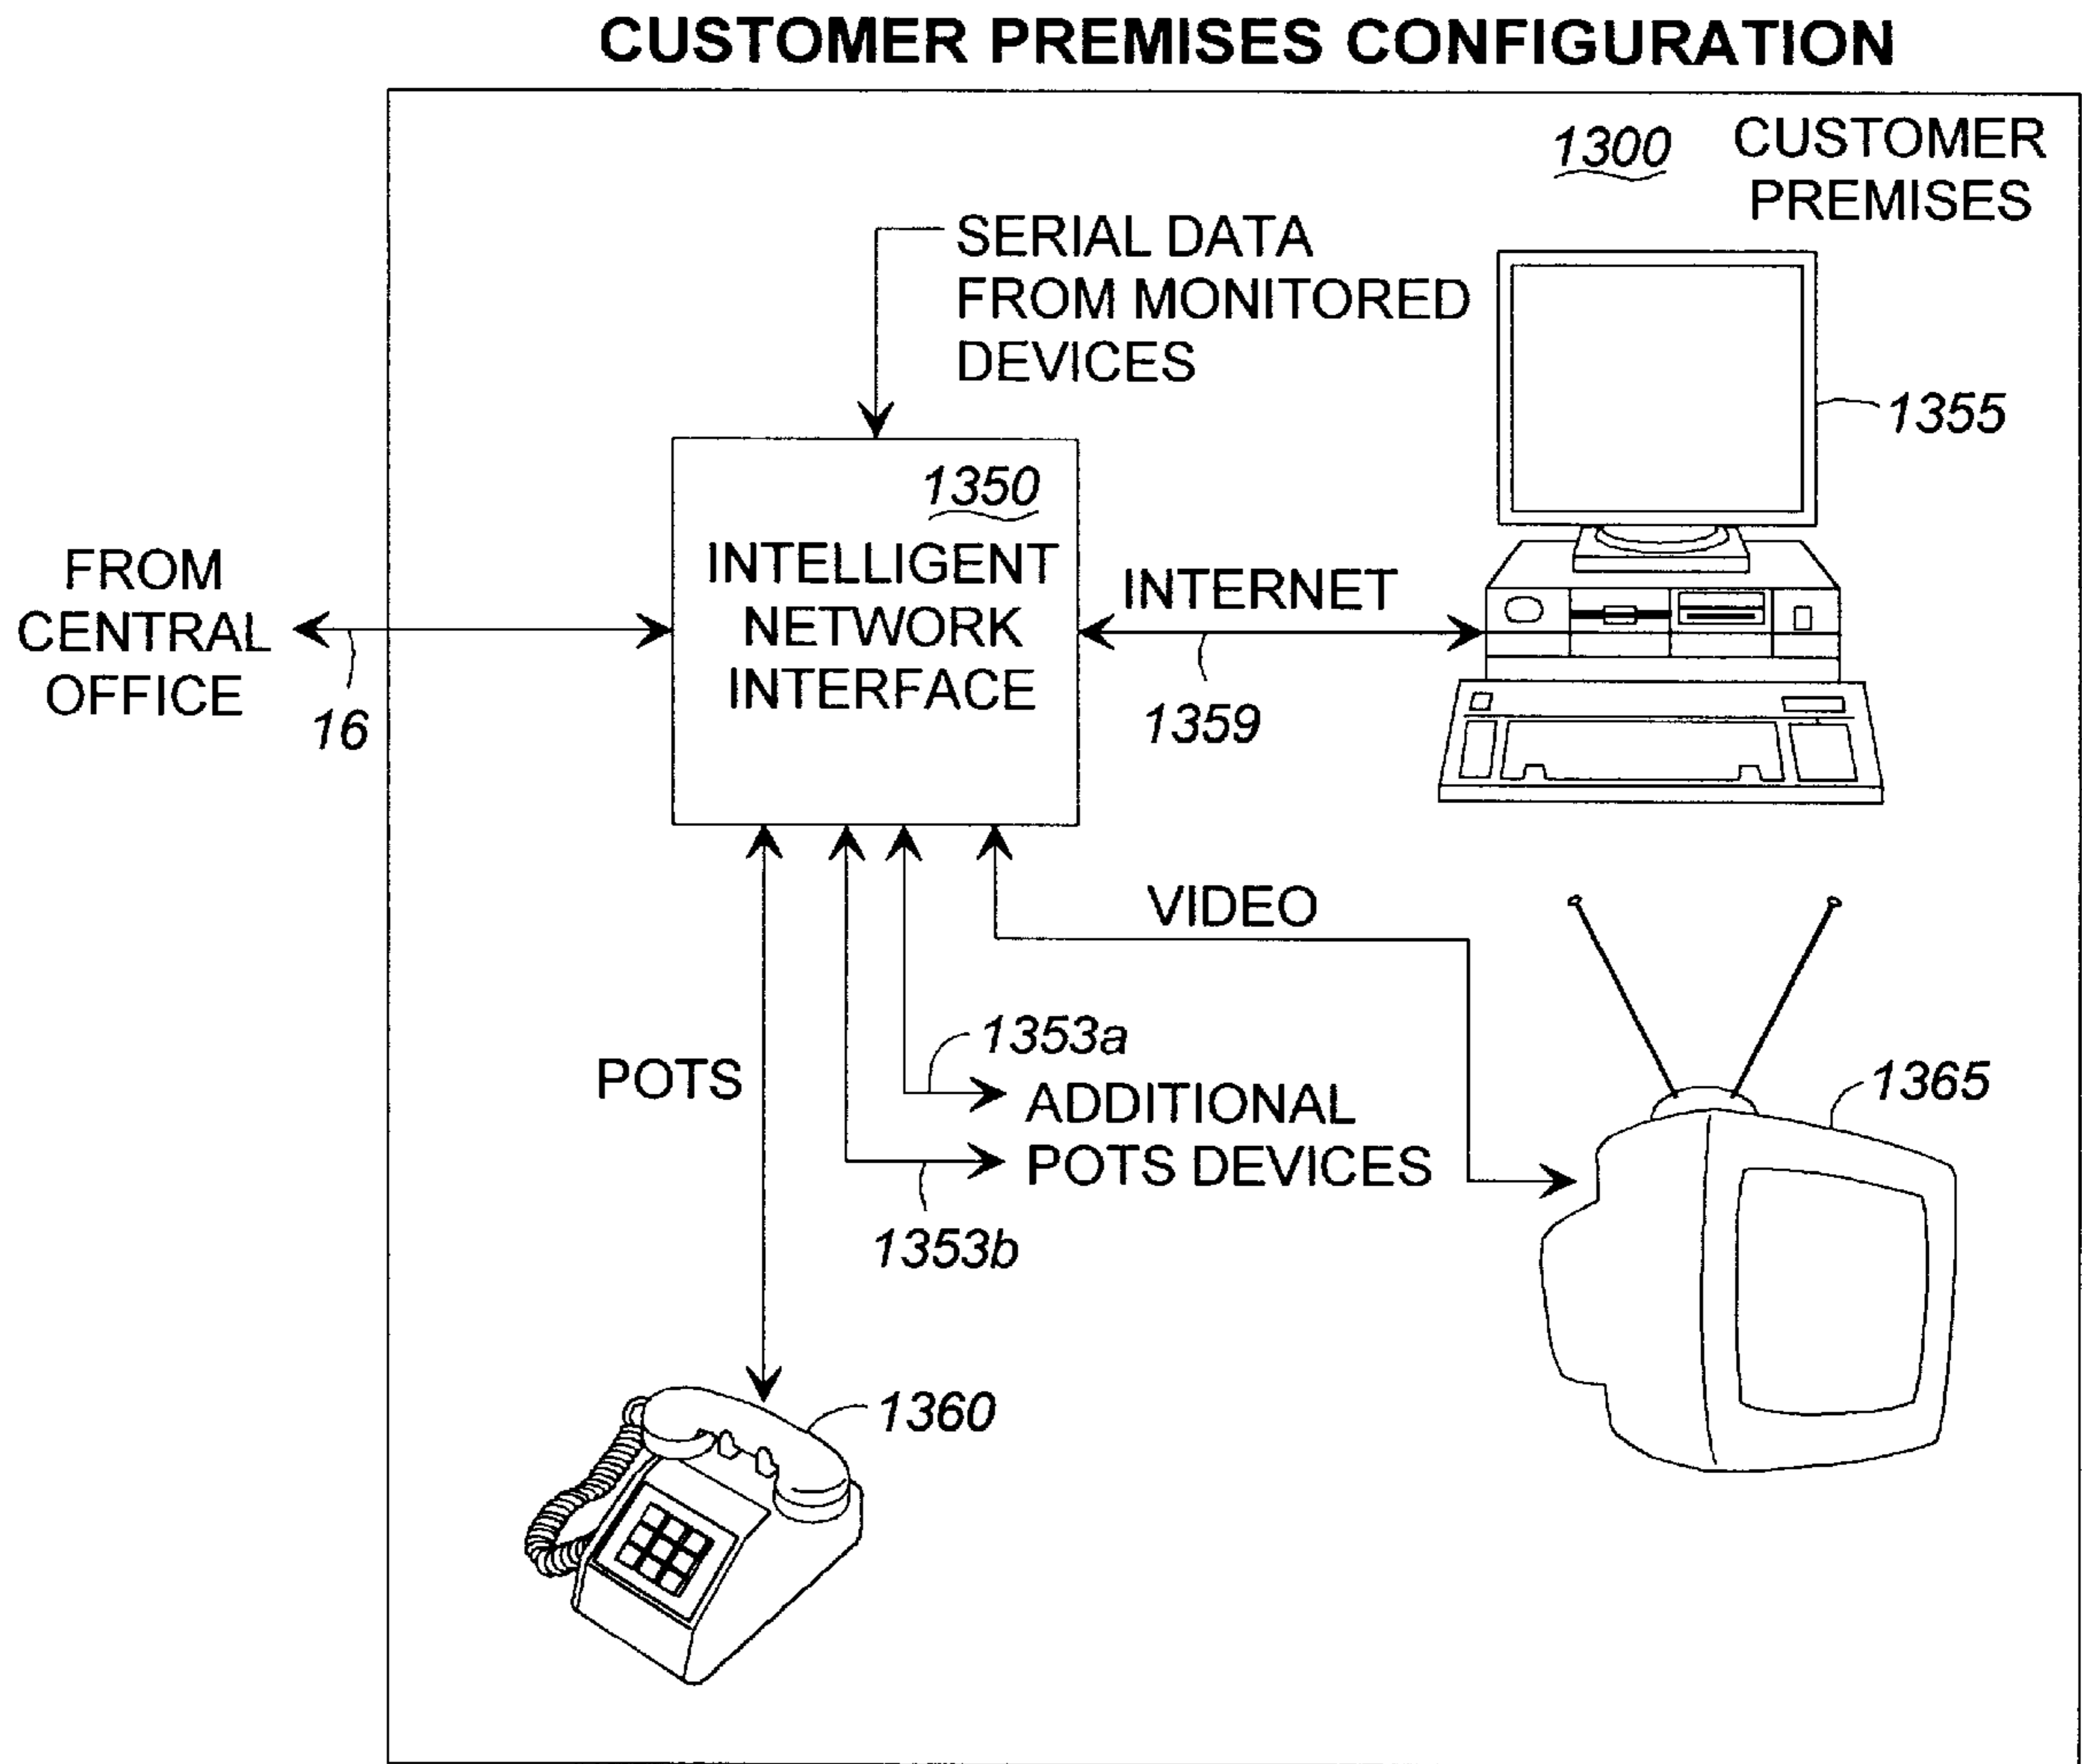 CUSTOMER PREMISES CONFIGURATION
1300
CUSTOMER
PREMISES
SERIAL DATA
FROM MONITORED
DEVICES
1355
1350
INTELLIGENT
NETWORK
INTERFACE
FROM
CENTRAL
OFFICE
16
INTERNET
1359
VIDEO
1353a
POTS
ADDITIONAL
POTS DEVICES
1353b
1365
1360